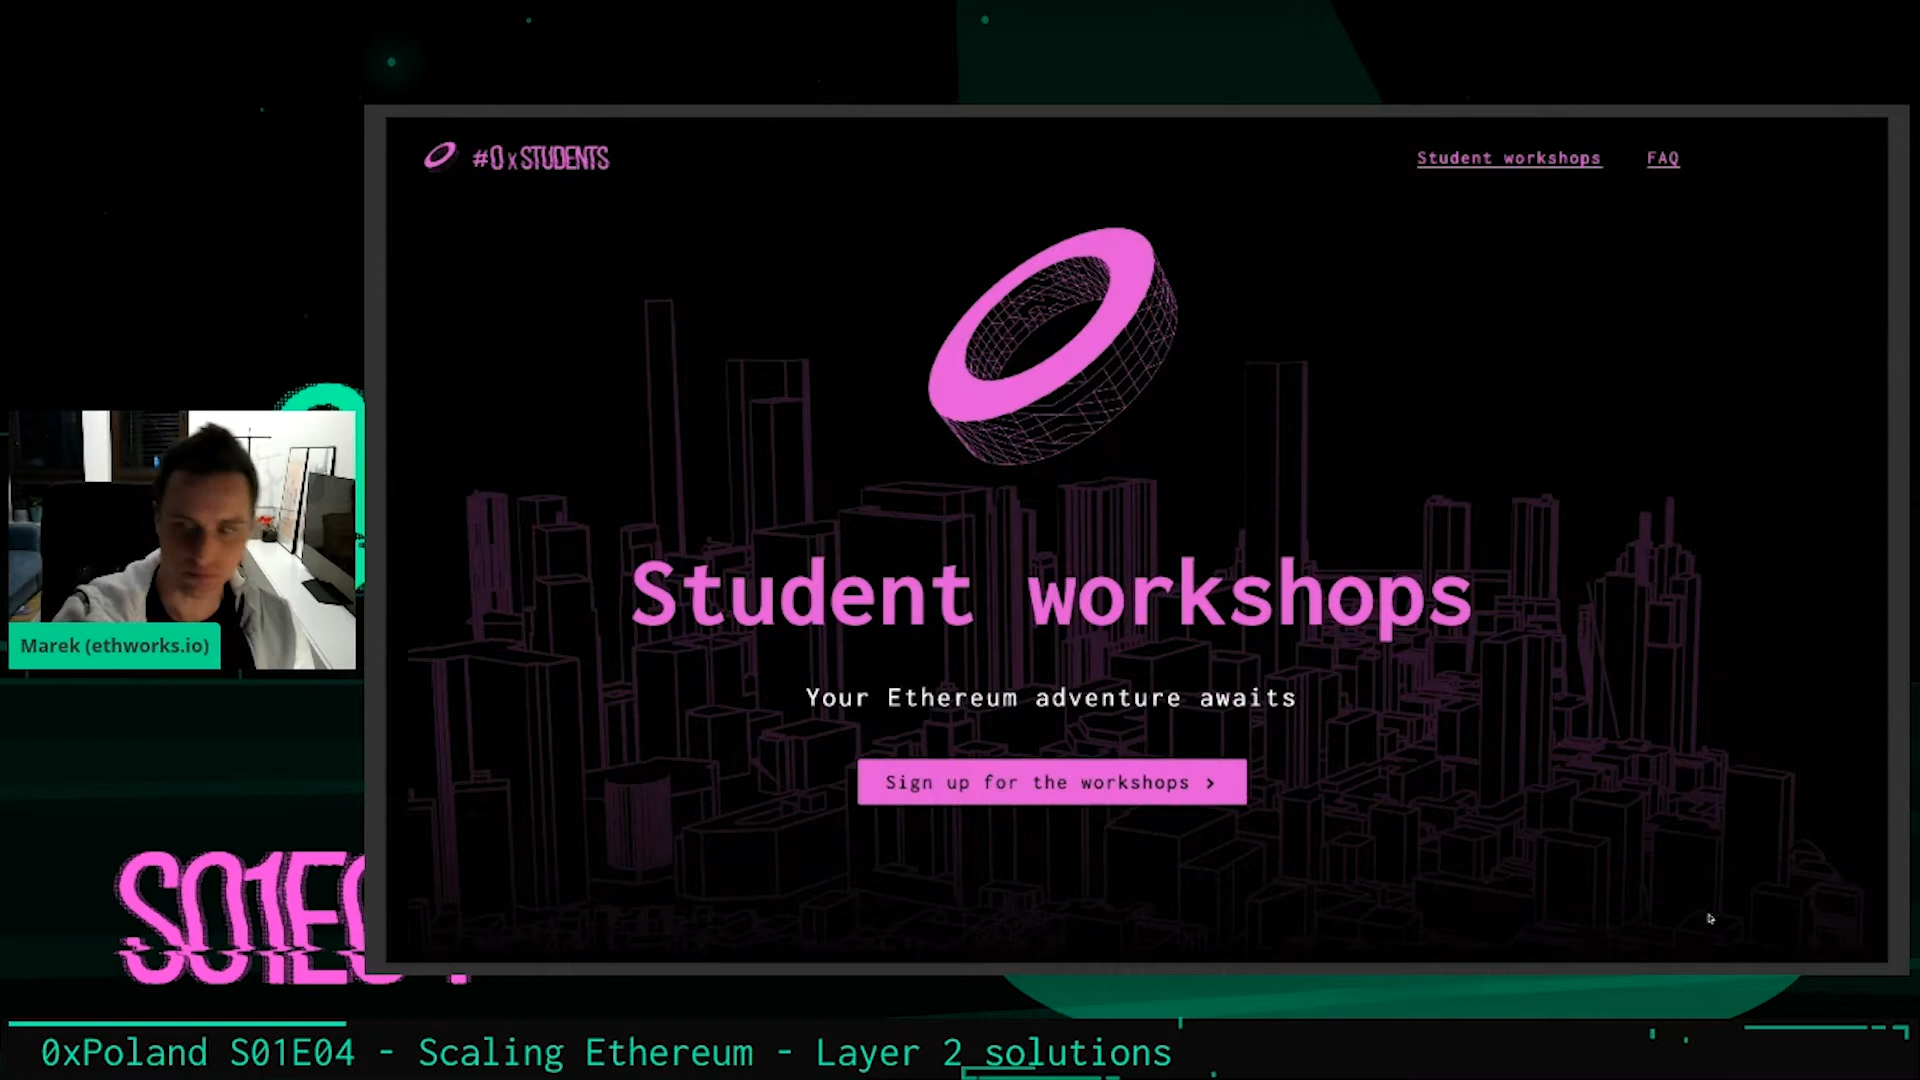 #0xSTUDENTS
Student workshops
FAQ
Student workshops
Your Ethereum adventure awaits
Sign up for the workshops >
Marek (ethworks.io)
0xPoland S01E04 - Scaling Ethereum - Layer 2 solutions